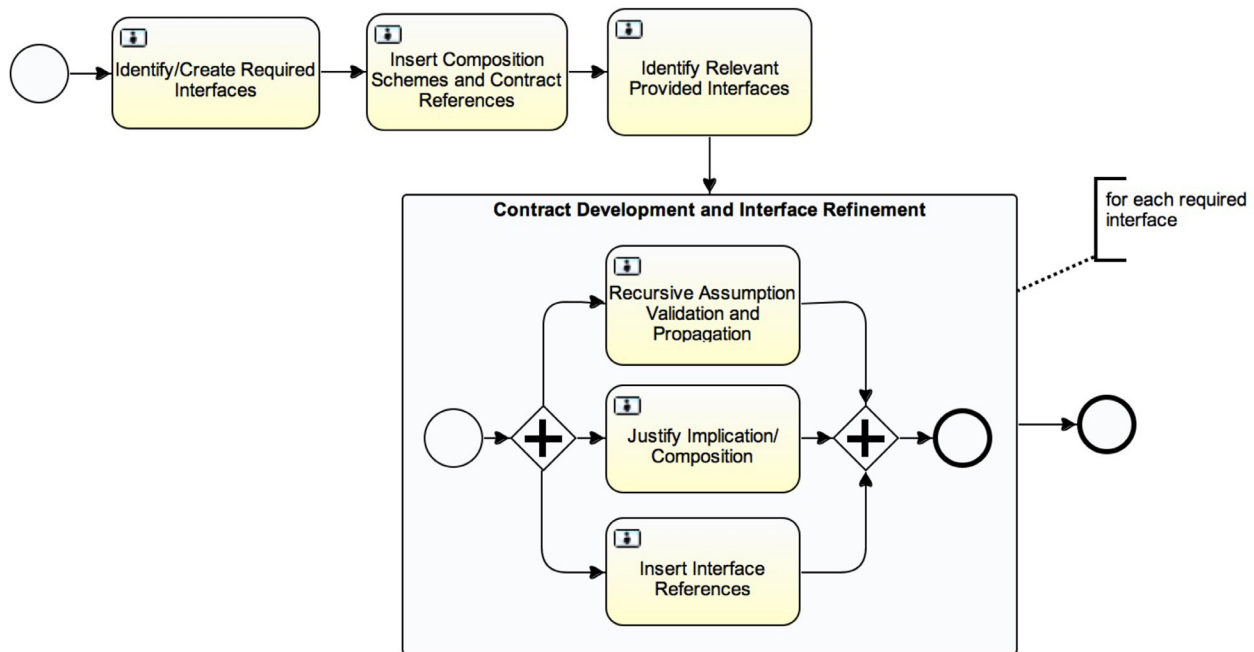 Identify/Create Required
Interfaces
Insert Composition
Schemes and Contract
References
Identify Relevant
Provided Interfaces
Contract Development and Interface Refinement
for each required
interface
Recursive Assumption
Validation and
Propagation
Justify Implication/
Composition
Insert Interface
References